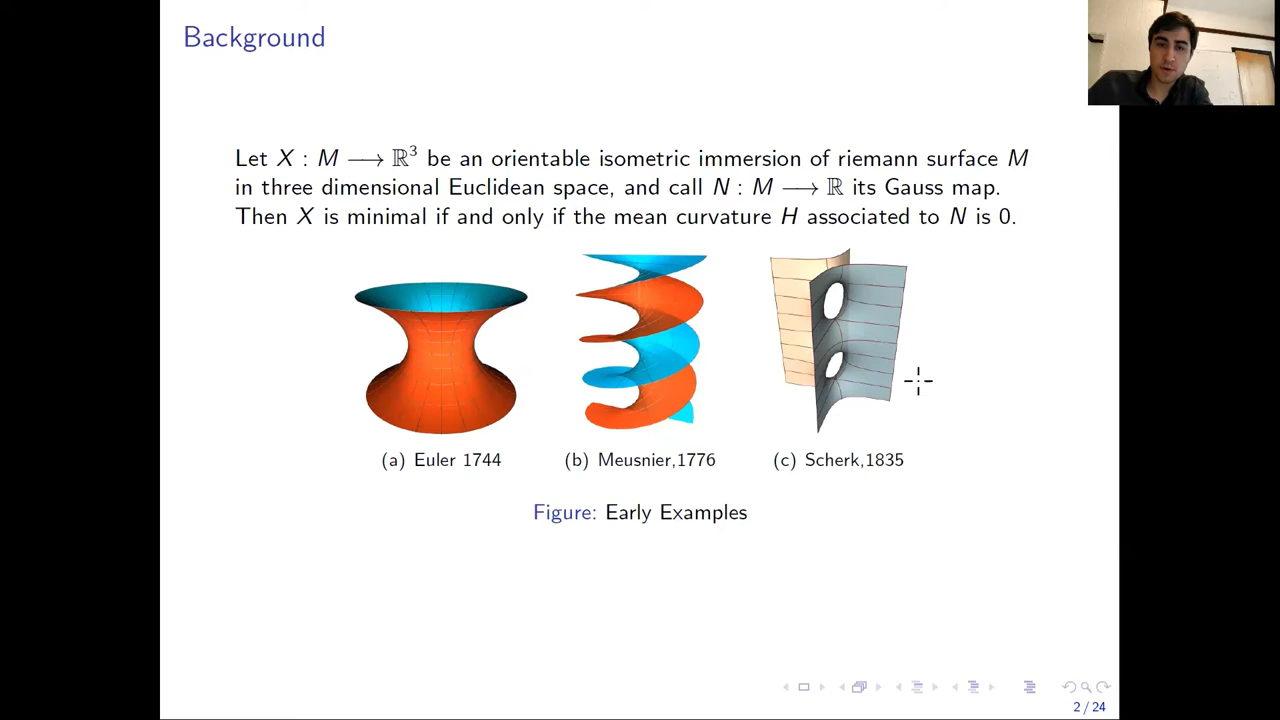 Background
Let X : M ⟶ ℝ³ be an orientable isometric immersion of riemann surface M
in three dimensional Euclidean space, and call N : M ⟶ ℝ its Gauss map.
Then X is minimal if and only if the mean curvature H associated to N is 0.
(a) Euler 1744
(b) Meusnier,1776
(c) Scherk,1835
Figure: Early Examples
2 / 24